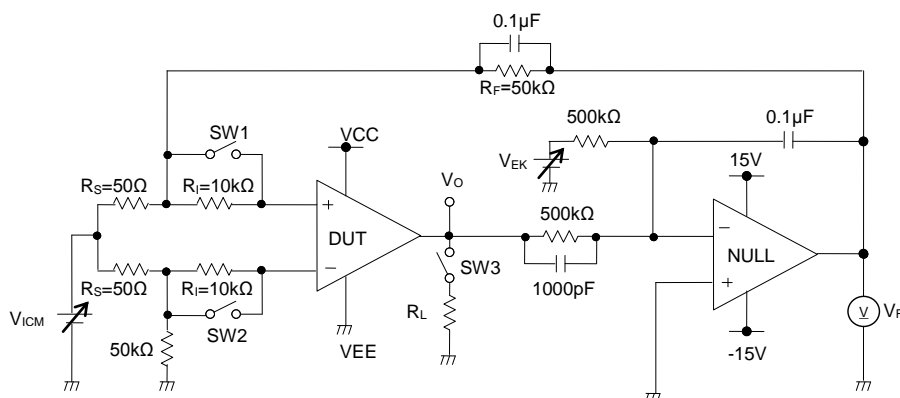 0.1μF
RF=50kΩ
500kΩ
0.1μF
SW1
VCC
VEK
15V
RS=50Ω
RI=10kΩ
VO
500kΩ
+
DUT
−
−
NULL
+
SW3
RS=50Ω
RI=10kΩ
1000pF
VICM
SW2
RL
V
VF
50kΩ
VEE
-15V